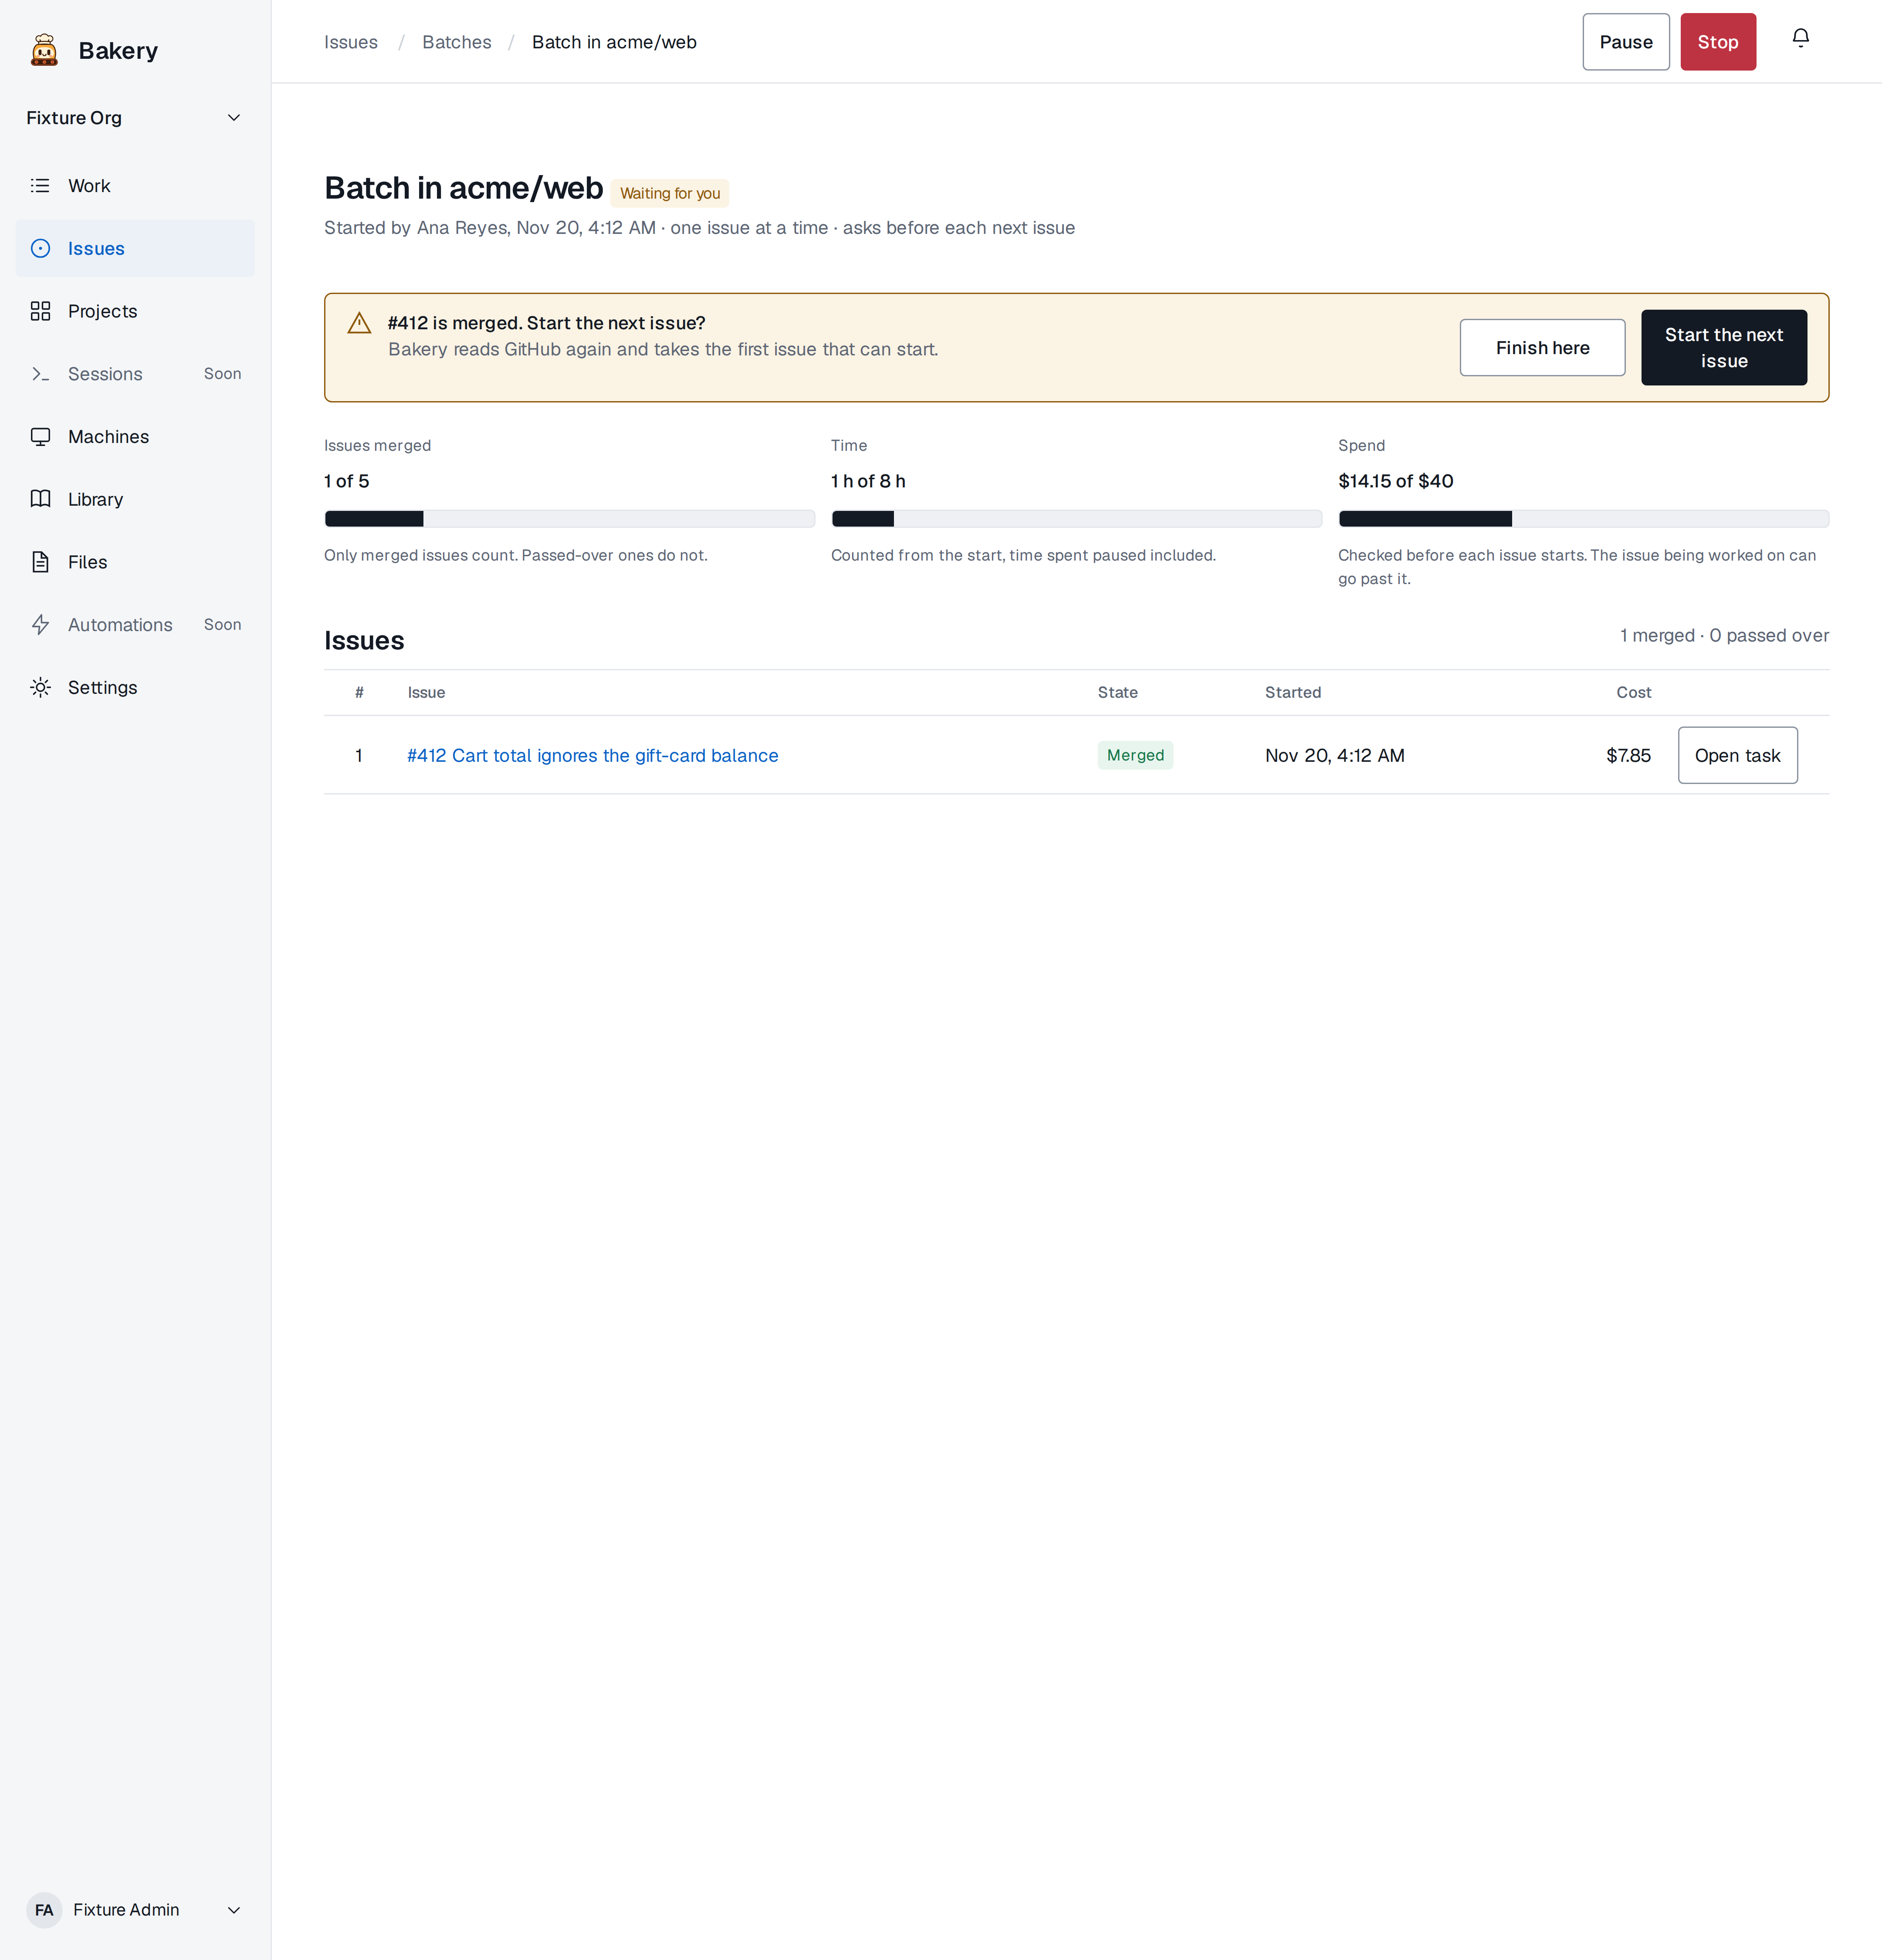 Bakery
Fixture Org
Work
Issues
Projects
Sessions Soon
Machines
Library
Files
Automations Soon
Settings
FA Fixture Admin
Issues / Batches / Batch in acme/web
Pause
Stop
Batch in acme/web Waiting for you
Started by Ana Reyes, Nov 20, 4:12 AM · one issue at a time · asks before each next issue
#412 is merged. Start the next issue?
Bakery reads GitHub again and takes the first issue that can start.
Finish here
Start the next
issue
Issues merged
1 of 5
Only merged issues count. Passed-over ones do not.
Time
1 h of 8 h
Counted from the start, time spent paused included.
Spend
$14.15 of $40
Checked before each issue starts. The issue being worked on can
go past it.
Issues
1 merged · 0 passed over
# Issue State Started Cost
1 #412 Cart total ignores the gift-card balance Merged Nov 20, 4:12 AM $7.85 Open task